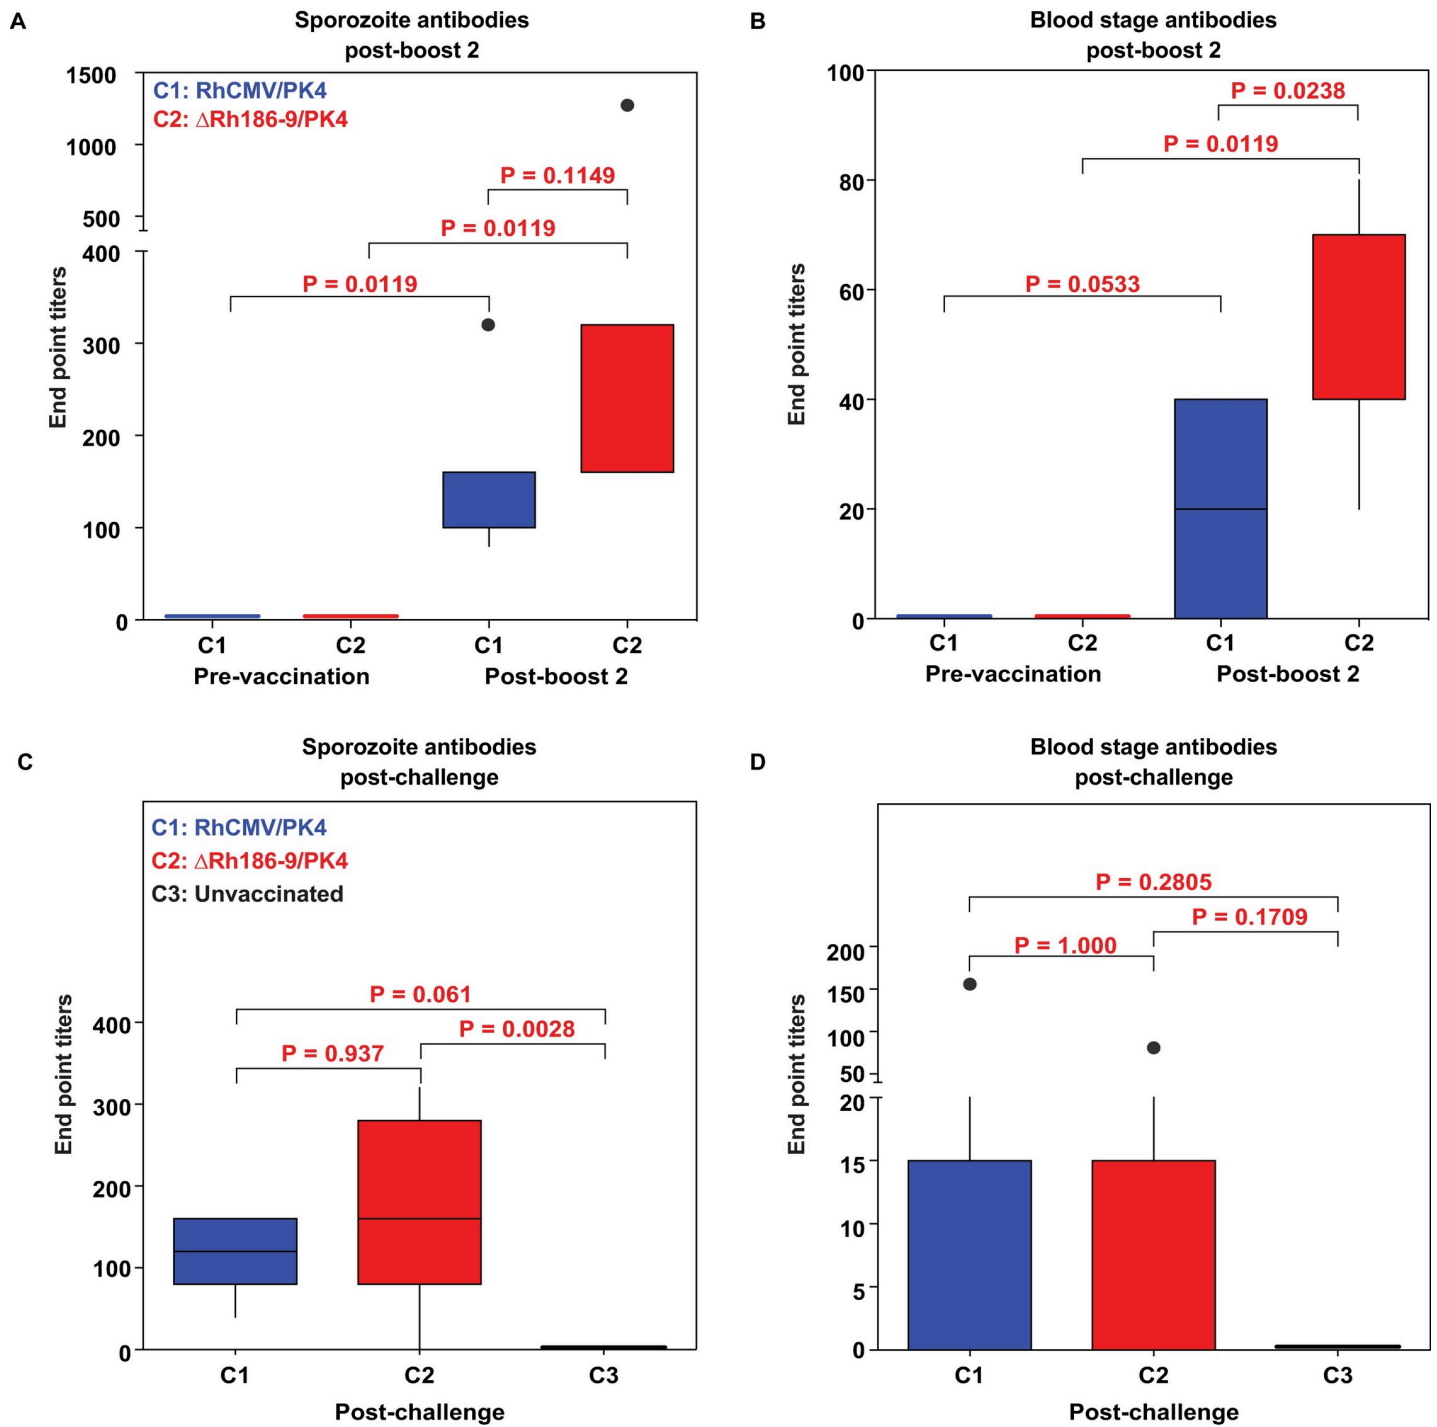 A
Sporozoite antibodies
post-boost 2
1500
1000
500
400
300
200
100
0
End point titers
C1: RhCMV/PK4
C2: ΔRh186-9/PK4
P = 0.1149
P = 0.0119
P = 0.0119
C1 C2 C1 C2
Pre-vaccination Post-boost 2
B
Blood stage antibodies
post-boost 2
100
80
60
40
20
0
End point titers
P = 0.0238
P = 0.0119
P = 0.0533
C1 C2 C1 C2
Pre-vaccination Post-boost 2
C
Sporozoite antibodies
post-challenge
C1: RhCMV/PK4
C2: ΔRh186-9/PK4
C3: Unvaccinated
400
300
200
100
0
End point titers
P = 0.061
P = 0.0028
P = 0.937
C1 C2 C3
Post-challenge
D
Blood stage antibodies
post-challenge
200
150
100
50
20
15
10
5
0
End point titers
P = 0.2805
P = 0.1709
P = 1.000
C1 C2 C3
Post-challenge